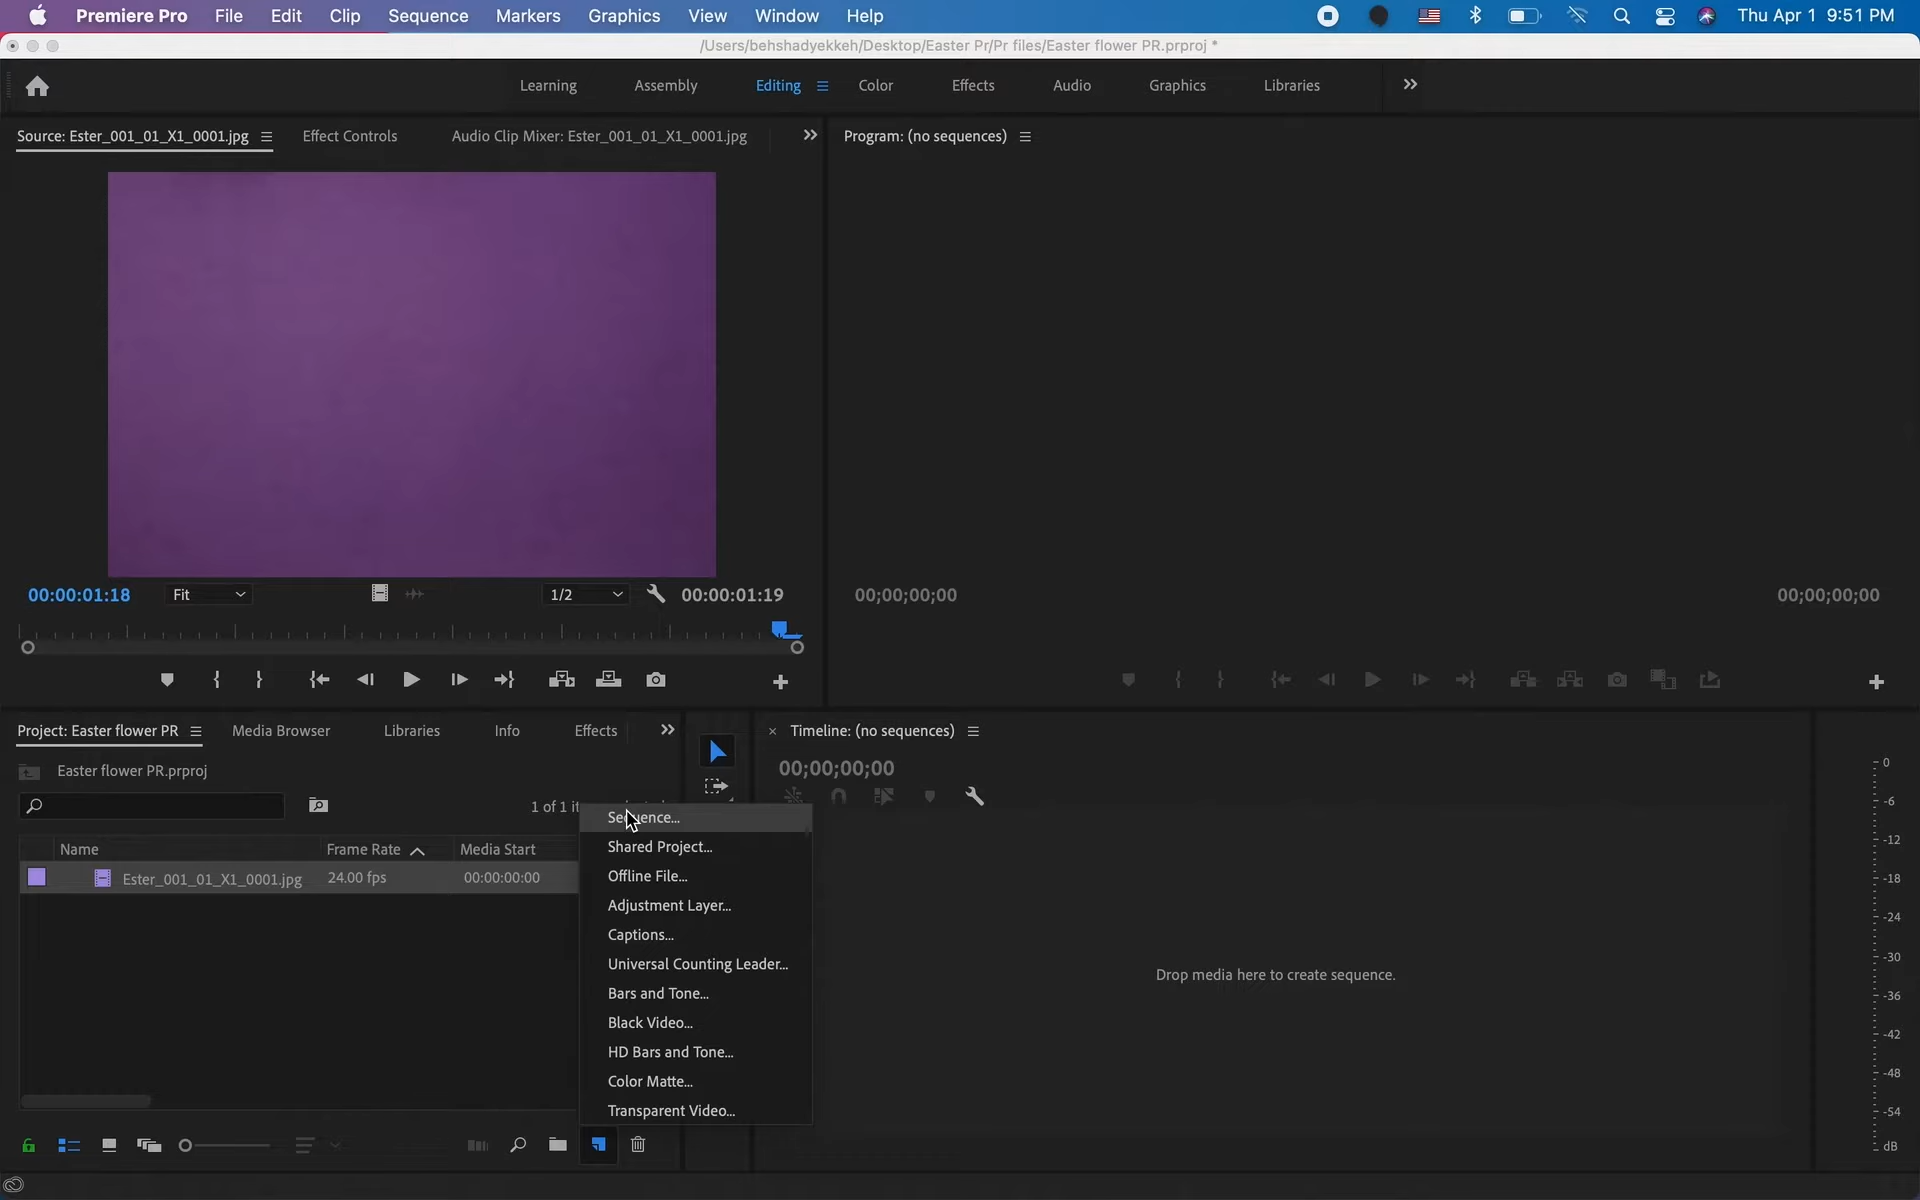 Premiere Pro File Edit Clip Sequence Markers Graphics View Window Help Thu Apr 1 9:51 PM
/Users/behshadyekkeh/Desktop/Easter Pr/Pr files/Easter flower PR.prproj *
Learning Assembly Editing Color Effects Audio Graphics Libraries
Source: Ester_001_01_X1_0001.jpg Effect Controls Audio Clip Mixer: Ester_001_01_X1_0001.jpg
Program: (no sequences)
00:00:01:18 Fit 1/2 00:00:01:19
00;00;00;00 00;00;00;00
Project: Easter flower PR Media Browser Libraries Info Effects
Timeline: (no sequences)
Easter flower PR.prproj
00;00;00;00
1 of 1
Name Frame Rate Media Start
Ester_001_01_X1_0001.jpg 24.00 fps 00:00:00:00
Sequence...
Shared Project...
Offline File...
Adjustment Layer...
Captions...
Universal Counting Leader...
Bars and Tone...
Black Video...
HD Bars and Tone...
Color Matte...
Transparent Video...
Drop media here to create sequence.
0
-6
-12
-18
-24
-30
-36
-42
-48
-54
dB